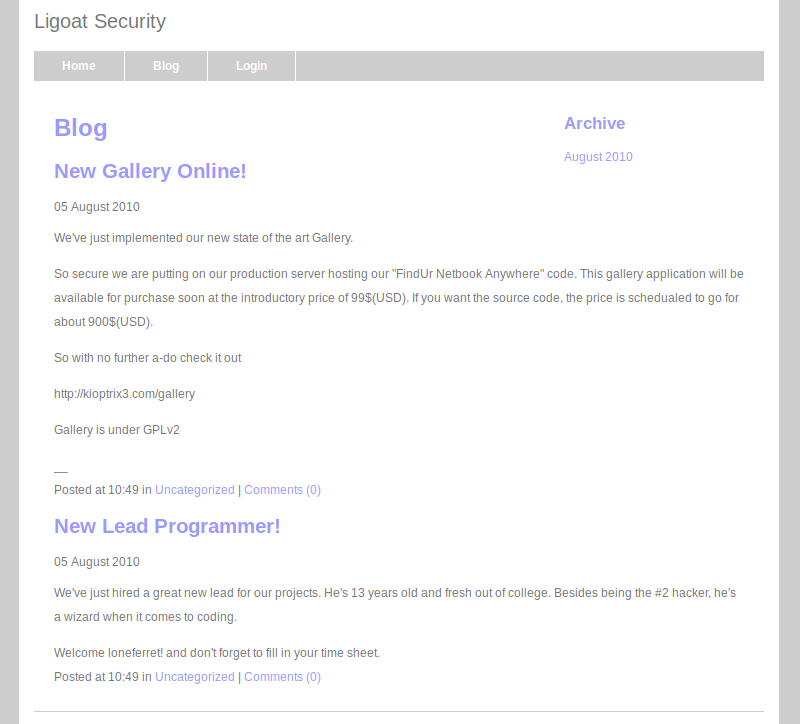 Ligoat Security
Home
Blog
Login
Blog
New Gallery Online!
05 August 2010
We've just implemented our new state of the art Gallery.
So secure we are putting on our production server hosting our "FindUr Netbook Anywhere" code. This gallery application will be
available for purchase soon at the introductory price of 99$(USD). If you want the source code, the price is schedualed to go for
about 900$(USD).
So with no further a-do check it out
http://kioptrix3.com/gallery
Gallery is under GPLv2
__
Posted at 10:49 in Uncategorized | Comments (0)
New Lead Programmer!
05 August 2010
We've just hired a great new lead for our projects. He's 13 years old and fresh out of college. Besides being the #2 hacker, he's
a wizard when it comes to coding.
Welcome loneferret! and don't forget to fill in your time sheet.
Posted at 10:49 in Uncategorized | Comments (0)
Archive
August 2010